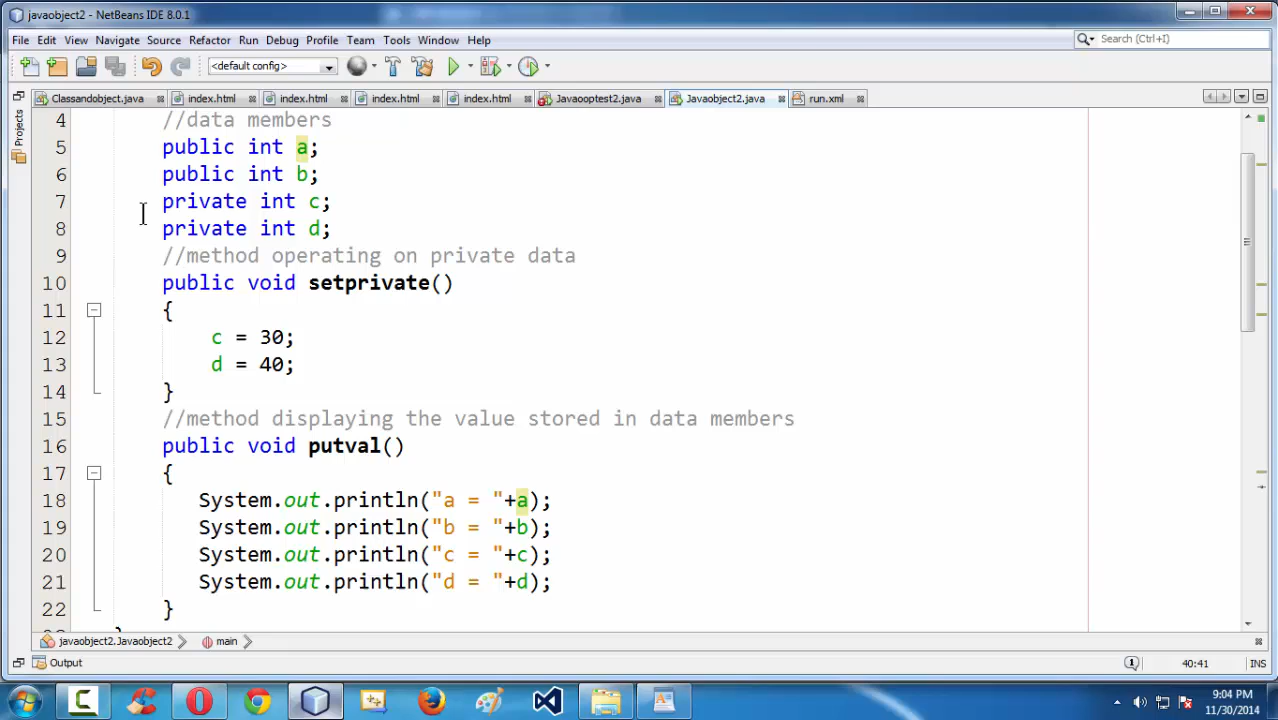 javaobject2 - NetBeans IDE 8.0.1
File Edit View Navigate Source Refactor Run Debug Profile Team Tools Window Help
Search (Ctrl+I)
<default config>
Classandobject.java index.html index.html index.html index.html Javaooptest2.java Javaobject2.java run.xml
Projects
4 //data members
5 public int a;
6 public int b;
7 private int c;
8 private int d;
9 //method operating on private data
10 public void setprivate()
11 {
12 c = 30;
13 d = 40;
14 }
15 //method displaying the value stored in data members
16 public void putval()
17 {
18 System.out.println("a = "+a);
19 System.out.println("b = "+b);
20 System.out.println("c = "+c);
21 System.out.println("d = "+d);
22 }
javaobject2.Javaobject2 main
Output
1 40:41 INS
9:04 PM
11/30/2014